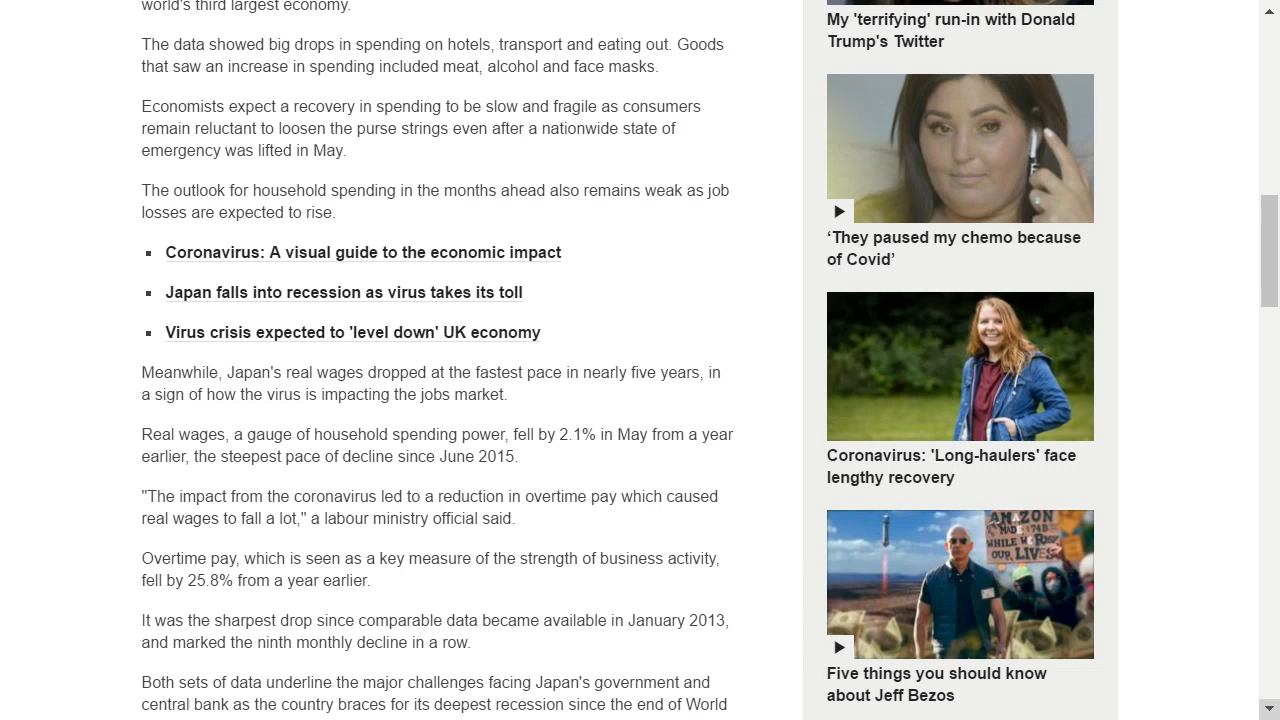 world's third largest economy.
The data showed big drops in spending on hotels, transport and eating out. Goods
that saw an increase in spending included meat, alcohol and face masks.
Economists expect a recovery in spending to be slow and fragile as consumers
remain reluctant to loosen the purse strings even after a nationwide state of
emergency was lifted in May.
The outlook for household spending in the months ahead also remains weak as job
losses are expected to rise.
Coronavirus: A visual guide to the economic impact
Japan falls into recession as virus takes its toll
Virus crisis expected to 'level down' UK economy
Meanwhile, Japan's real wages dropped at the fastest pace in nearly five years, in
a sign of how the virus is impacting the jobs market.
Real wages, a gauge of household spending power, fell by 2.1% in May from a year
earlier, the steepest pace of decline since June 2015.
"The impact from the coronavirus led to a reduction in overtime pay which caused
real wages to fall a lot," a labour ministry official said.
Overtime pay, which is seen as a key measure of the strength of business activity,
fell by 25.8% from a year earlier.
It was the sharpest drop since comparable data became available in January 2013,
and marked the ninth monthly decline in a row.
Both sets of data underline the major challenges facing Japan's government and
central bank as the country braces for its deepest recession since the end of World
My 'terrifying' run-in with Donald
Trump's Twitter
‘They paused my chemo because
of Covid’
Coronavirus: 'Long-haulers' face
lengthy recovery
AMAZON
MADE $74B
WHILE WE RISK
OUR LIVES
Five things you should know
about Jeff Bezos